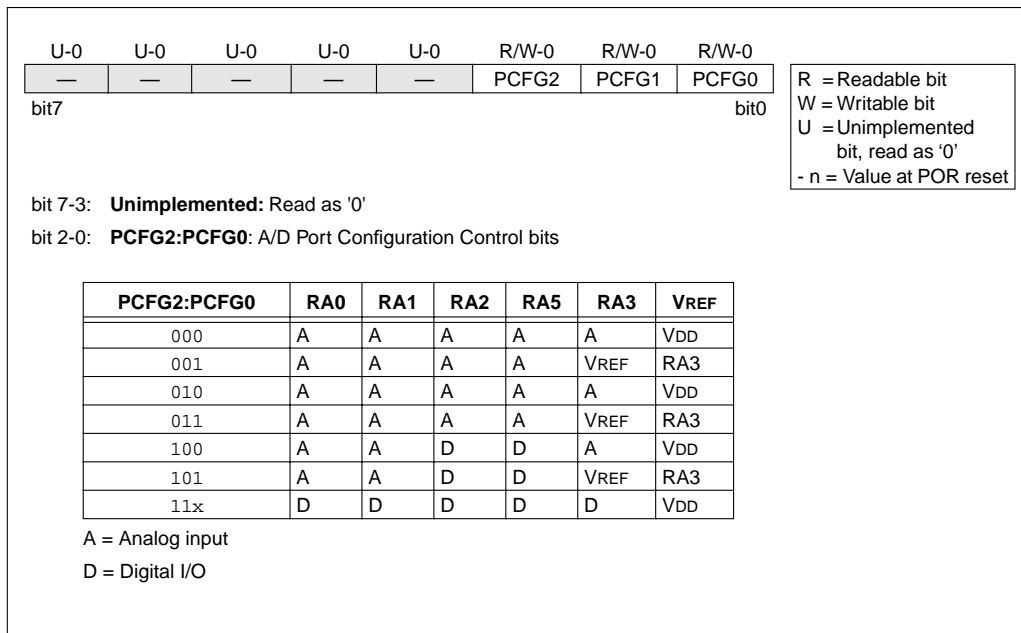 U-0 U-0 U-0 U-0 U-0 R/W-0 R/W-0 R/W-0
— — — — — PCFG2 PCFG1 PCFG0
bit7 bit0
R = Readable bit
W = Writable bit
U = Unimplemented
bit, read as ‘0’
- n = Value at POR reset
bit 7-3: Unimplemented: Read as '0'
bit 2-0: PCFG2:PCFG0: A/D Port Configuration Control bits
PCFG2:PCFG0 RA0 RA1 RA2 RA5 RA3 VREF
000 A A A A A VDD
001 A A A A VREF RA3
010 A A A A A VDD
011 A A A A VREF RA3
100 A A D D A VDD
101 A A D D VREF RA3
11x D D D D D VDD
A = Analog input
D = Digital I/O